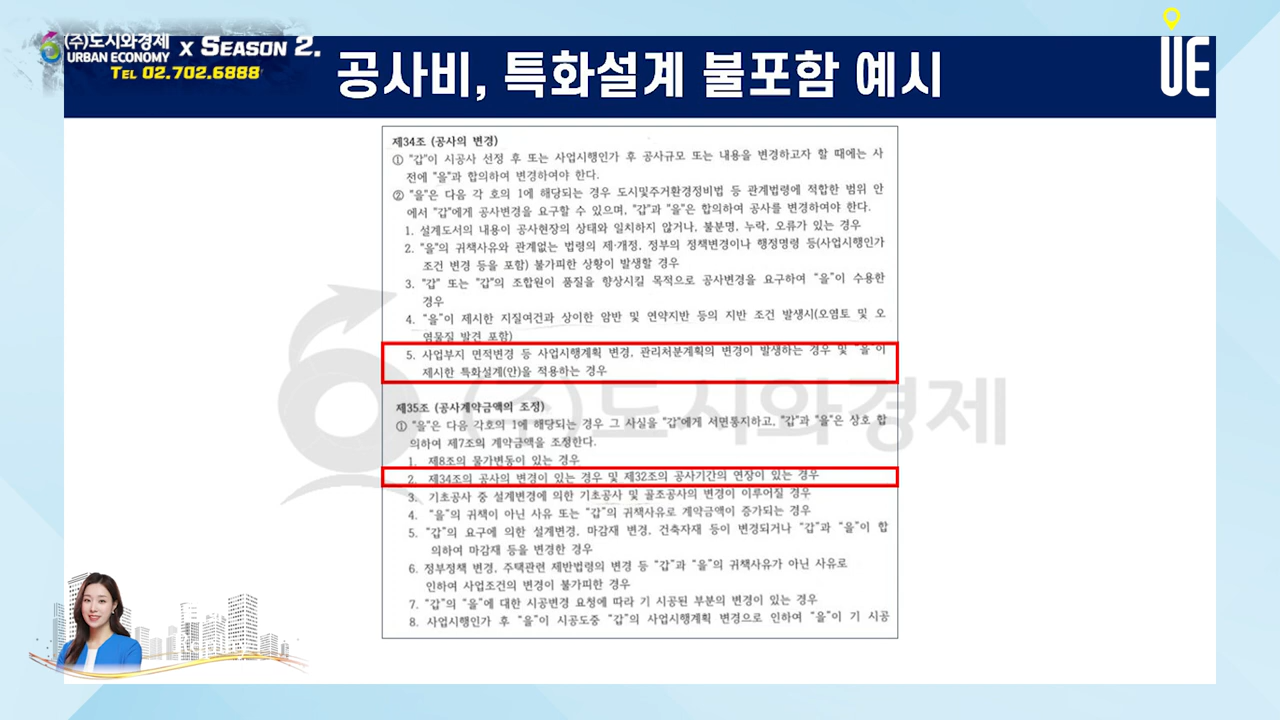 (주)도시와경제
URBAN ECONOMY
X SEASON 2.
TEL 02.702.6888
공사비, 특화설계 불포함 예시
UE
제34조 (공사의 변경)
① "갑"이 시공사 선정 후 또는 사업시행인가 후 공사규모 또는 내용을 변경하고자 할 때에는 사
전에 "을"과 합의하여 변경하여야 한다.
② "을"은 다음 각 호의 1에 해당되는 경우 도시및주거환경정비법 등 관계법령에 적합한 범위 안
에서 "갑"에게 공사변경을 요구할 수 있으며, "갑"과 "을"은 합의하여 공사를 변경하여야 한다.
1. 설계도서의 내용이 공사현장의 상태와 일치하지 않거나, 불분명, 누락, 오류가 있는 경우
2. "을"의 귀책사유와 관계없는 법령의 제·개정, 정부의 정책변경이나 행정명령 등(사업시행인가
조건 변경 등을 포함) 불가피한 상황이 발생할 경우
3. "갑" 또는 "갑"의 조합원이 품질을 향상시킬 목적으로 공사변경을 요구하여 "을"이 수용한
경우
4. "을"이 제시한 지질여건과 상이한 암반 및 연약지반 등의 지반 조건 발생시(오염토 및 오
염물질 발견 포함)
5. 사업부지 면적변경 등 사업시행계획 변경, 관리처분계획의 변경이 발생하는 경우 및 "을"이
제시한 특화설계(안)을 적용하는 경우
(주)도시와경제
제35조 (공사계약금액의 조정)
① "을"은 다음 각호의 1에 해당되는 경우 그 사실을 "갑"에게 서면통지하고, "갑"과 "을"은 상호 합
의하여 제7조의 계약금액을 조정한다.
1. 제8조의 물가변동이 있는 경우
2. 제34조의 공사의 변경이 있는 경우 및 제32조의 공사기간의 연장이 있는 경우
3. 기초공사 중 설계변경에 의한 기초공사 및 골조공사의 변경이 이루어질 경우
4. "을"의 귀책이 아닌 사유 또는 "갑"의 귀책사유로 계약금액이 증가되는 경우
5. "갑"의 요구에 의한 설계변경, 마감재 변경, 건축자재 등이 변경되거나 "갑"과 "을"이 합
의하여 마감재 등을 변경한 경우
6. 정부정책 변경, 주택관련 제반법령의 변경 등 "갑"과 "을"의 귀책사유가 아닌 사유로
인하여 사업조건의 변경이 불가피한 경우
7. "갑"의 "을"에 대한 시공변경 요청에 따라 기 시공된 부분의 변경이 있는 경우
8. 사업시행인가 후 "을"이 시공도중 "갑"의 사업시행계획 변경으로 인하여 "을"이 기 시공